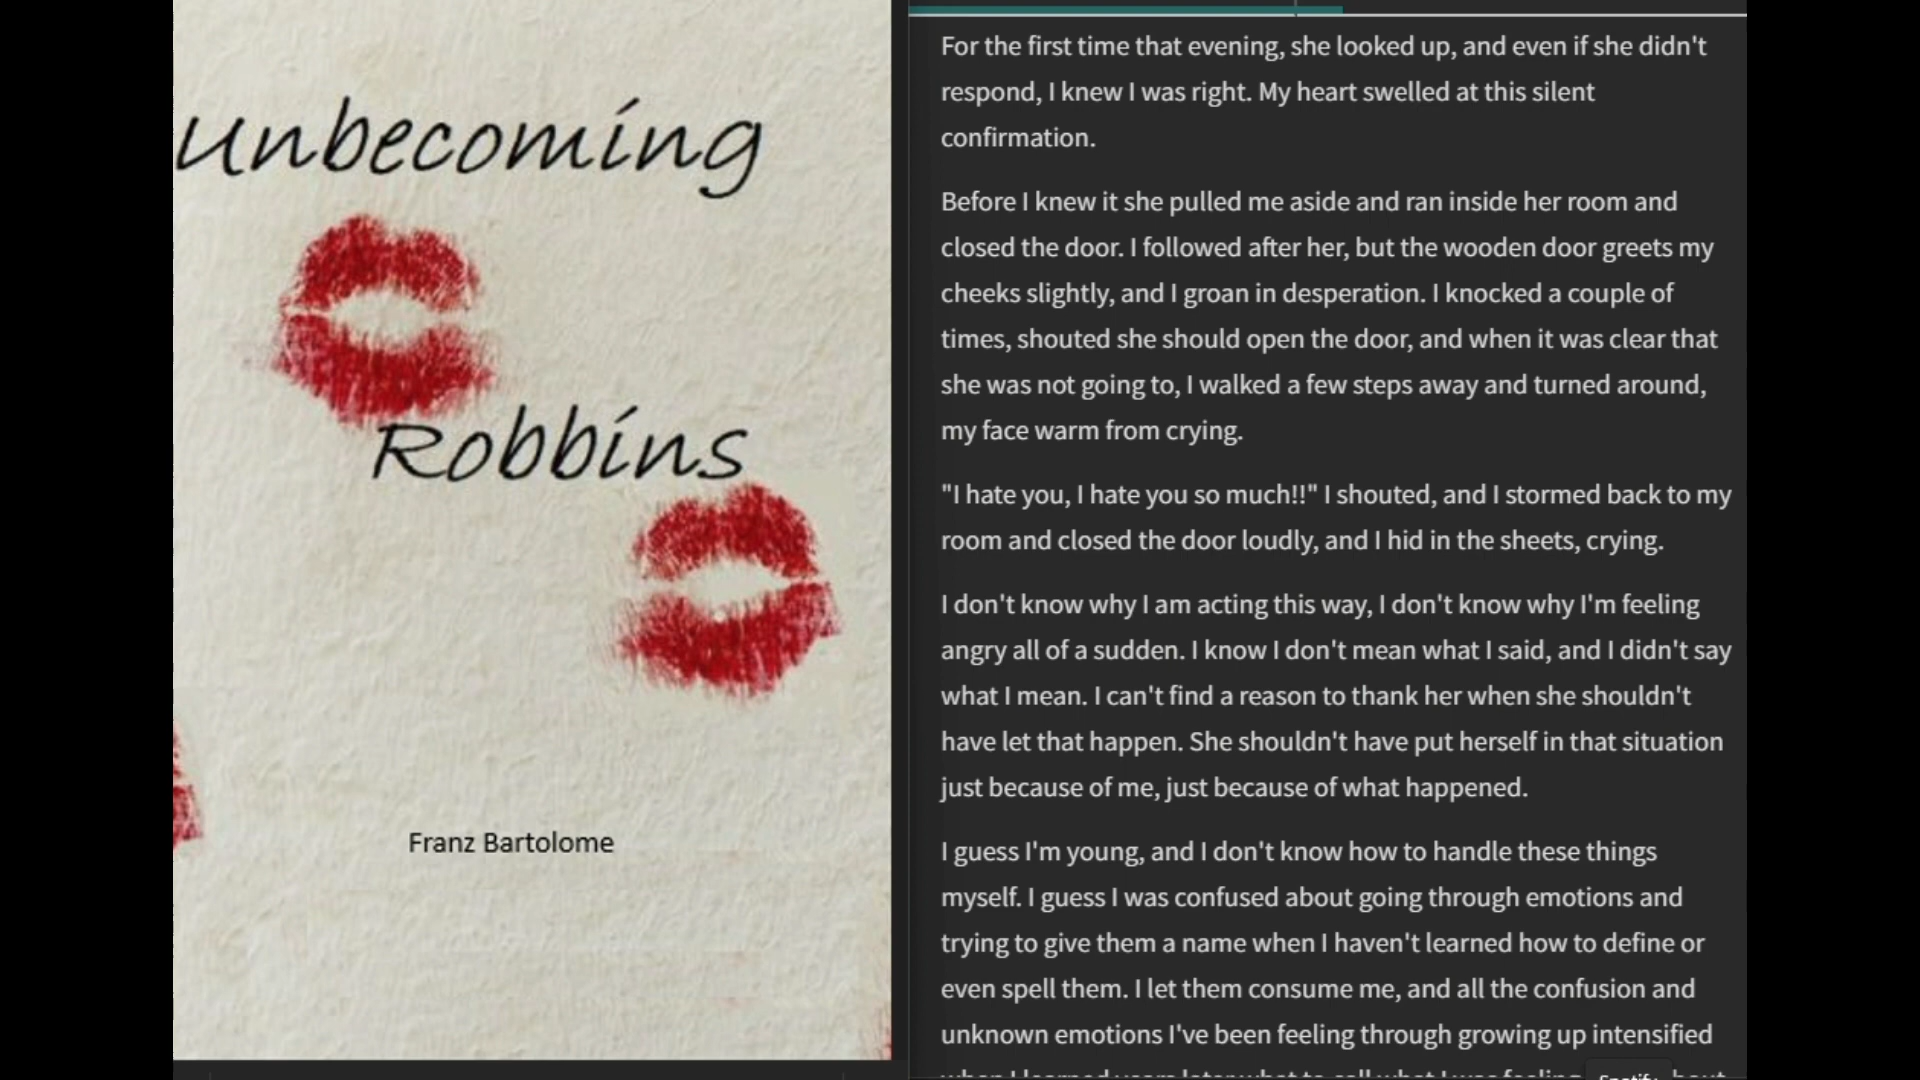 Unbecoming
Robbins
Franz Bartolome
For the first time that evening, she looked up, and even if she didn't
respond, I knew I was right. My heart swelled at this silent
confirmation.
Before I knew it she pulled me aside and ran inside her room and
closed the door. I followed after her, but the wooden door greets my
cheeks slightly, and I groan in desperation. I knocked a couple of
times, shouted she should open the door, and when it was clear that
she was not going to, I walked a few steps away and turned around,
my face warm from crying.
"I hate you, I hate you so much!!" I shouted, and I stormed back to my
room and closed the door loudly, and I hid in the sheets, crying.
I don't know why I am acting this way, I don't know why I'm feeling
angry all of a sudden. I know I don't mean what I said, and I didn't say
what I mean. I can't find a reason to thank her when she shouldn't
have let that happen. She shouldn't have put herself in that situation
just because of me, just because of what happened.
I guess I'm young, and I don't know how to handle these things
myself. I guess I was confused about going through emotions and
trying to give them a name when I haven't learned how to define or
even spell them. I let them consume me, and all the confusion and
unknown emotions I've been feeling through growing up intensified
when I learned years later what to call what I was feeling